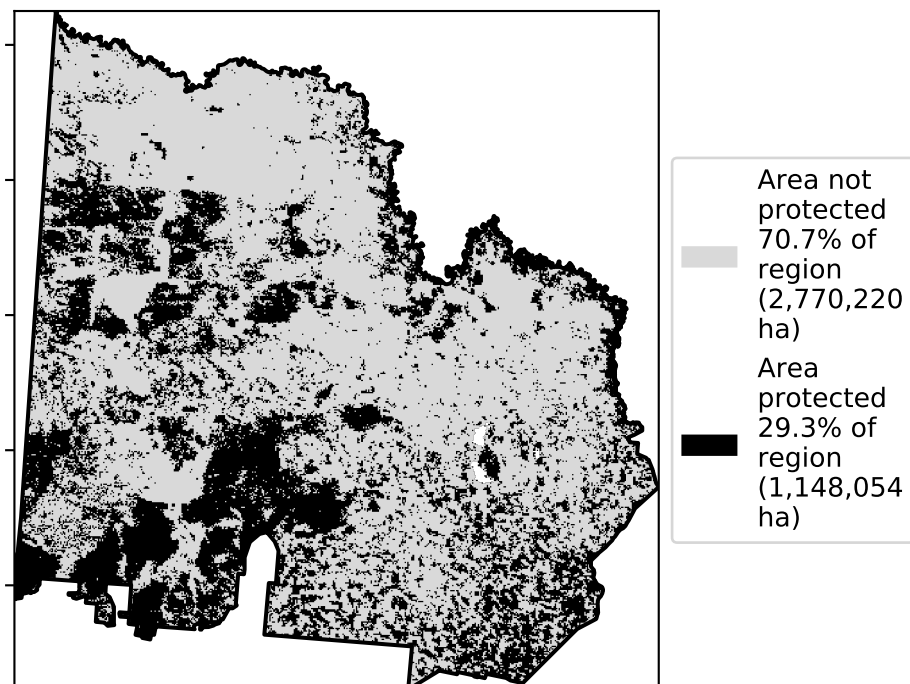 Area not
protected
70.7% of
region
(2,770,220
ha)
Area
protected
29.3% of
region
(1,148,054
ha)